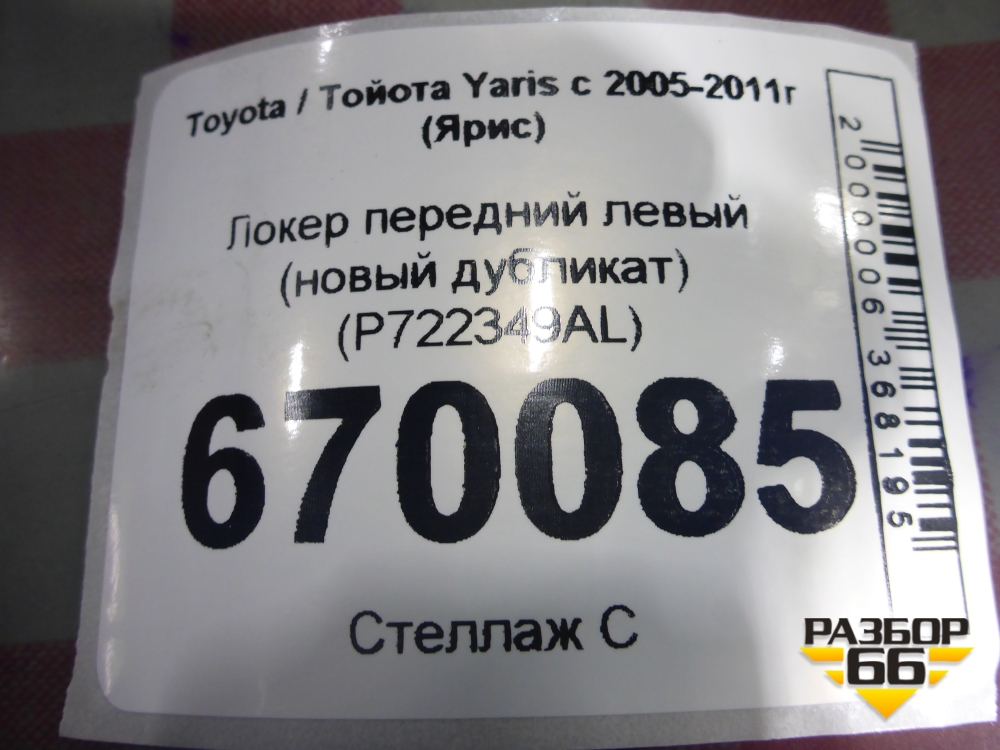 Toyota / Тойота Yaris с 2005-2011г
(Ярис)
Локер передний левый
(новый дубликат)
(P722349AL)
670085
Стеллаж С
2000006368195
РАЗБОР
66